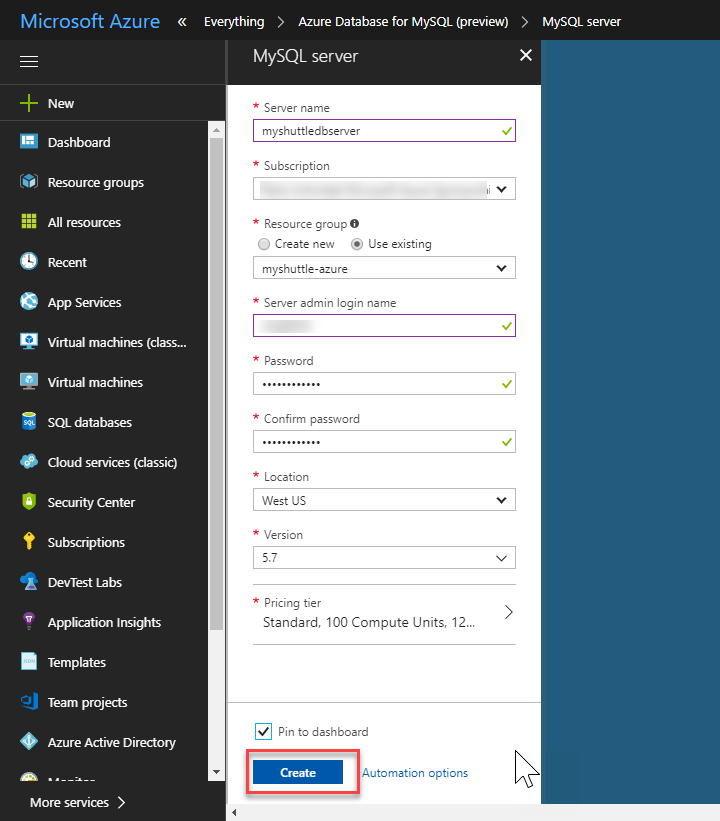 Microsoft Azure « Everything > Azure Database for MySQL (preview) > MySQL server
MySQL server
New
Dashboard
Resource groups
All resources
Recent
App Services
Virtual machines (classic...
Virtual machines
SQL databases
Cloud services (classic)
Security Center
Subscriptions
DevTest Labs
Application Insights
Templates
Team projects
Azure Active Directory
Monitor
More services >
* Server name
myshuttledbserver
* Subscription
* Resource group
Create new Use existing
myshuttle-azure
* Server admin login name
* Password
••••••••••••
* Confirm password
••••••••••••
* Location
West US
* Version
5.7
* Pricing tier
Standard, 100 Compute Units, 12...
Pin to dashboard
Create Automation options